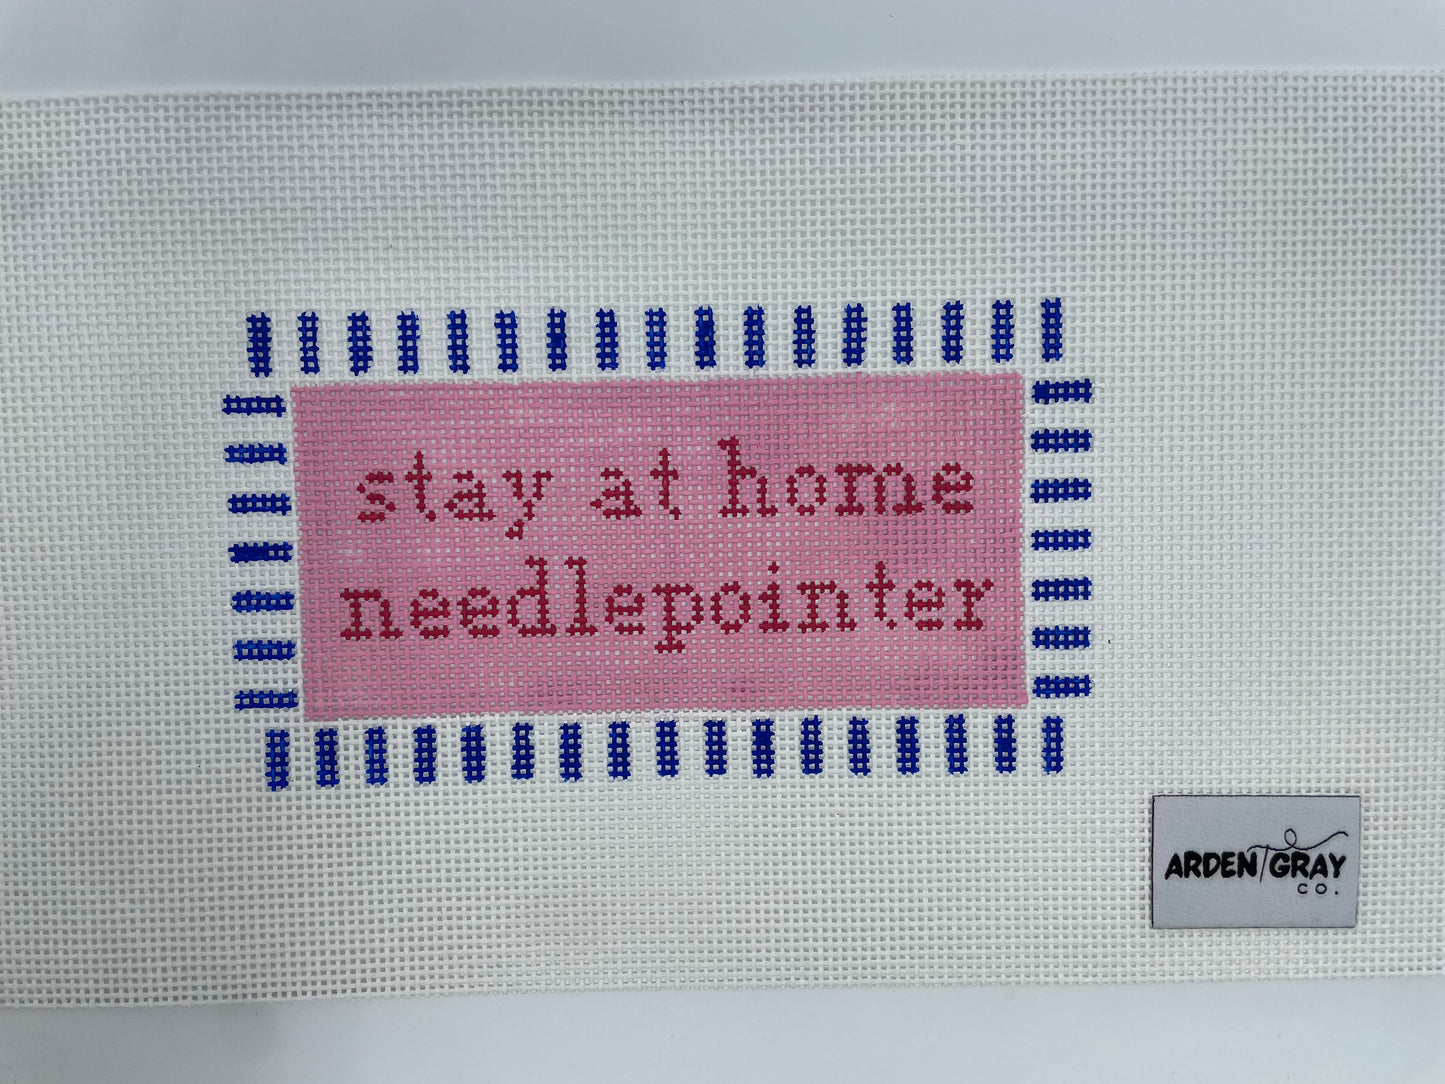 stay at home
needlepointer
ARDEN GRAY
CO.